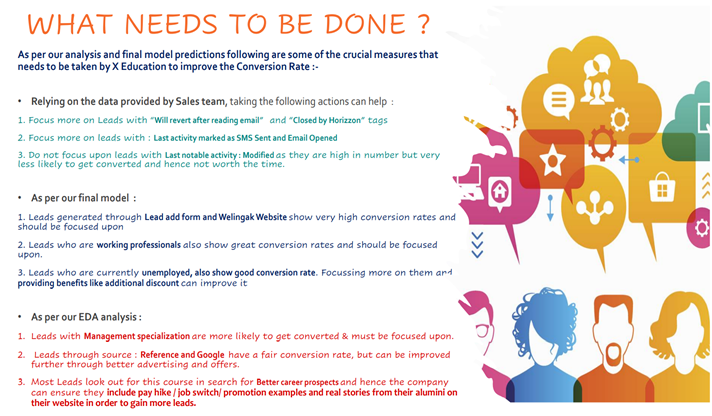 WHAT NEEDS TO BE DONE ?
As per our analysis and final model predictions following are some of the crucial measures that
needs to be taken by X Education to improve the Conversion Rate :-
• Relying on the data provided by Sales team, taking the following actions can help :
1. Focus more on Leads with “Will revert after reading email” and “Closed by Horizzon” tags
2. Focus more on leads with : Last activity marked as SMS Sent and Email Opened
3. Do not focus upon leads with Last notable activity : Modified as they are high in number but very
less likely to get converted and hence not worth the time.
• As per our final model :
1. Leads generated through Lead add form and Welingak Website show very high conversion rates and
should be focused upon
2. Leads who are working professionals also show great conversion rates and should be focused
upon.
3. Leads who are currently unemployed, also show good conversion rate. Focussing more on them and
providing benefits like additional discount can improve it
• As per our EDA analysis :
1. Leads with Management specialization are more likely to get converted & must be focused upon.
2. Leads through source : Reference and Google have a fair conversion rate, but can be improved
further through better advertising and offers.
3. Most Leads look out for this course in search for Better career prospects and hence the company
can ensure they include pay hike / job switch/ promotion examples and real stories from their alumini on
their website in order to gain more leads.